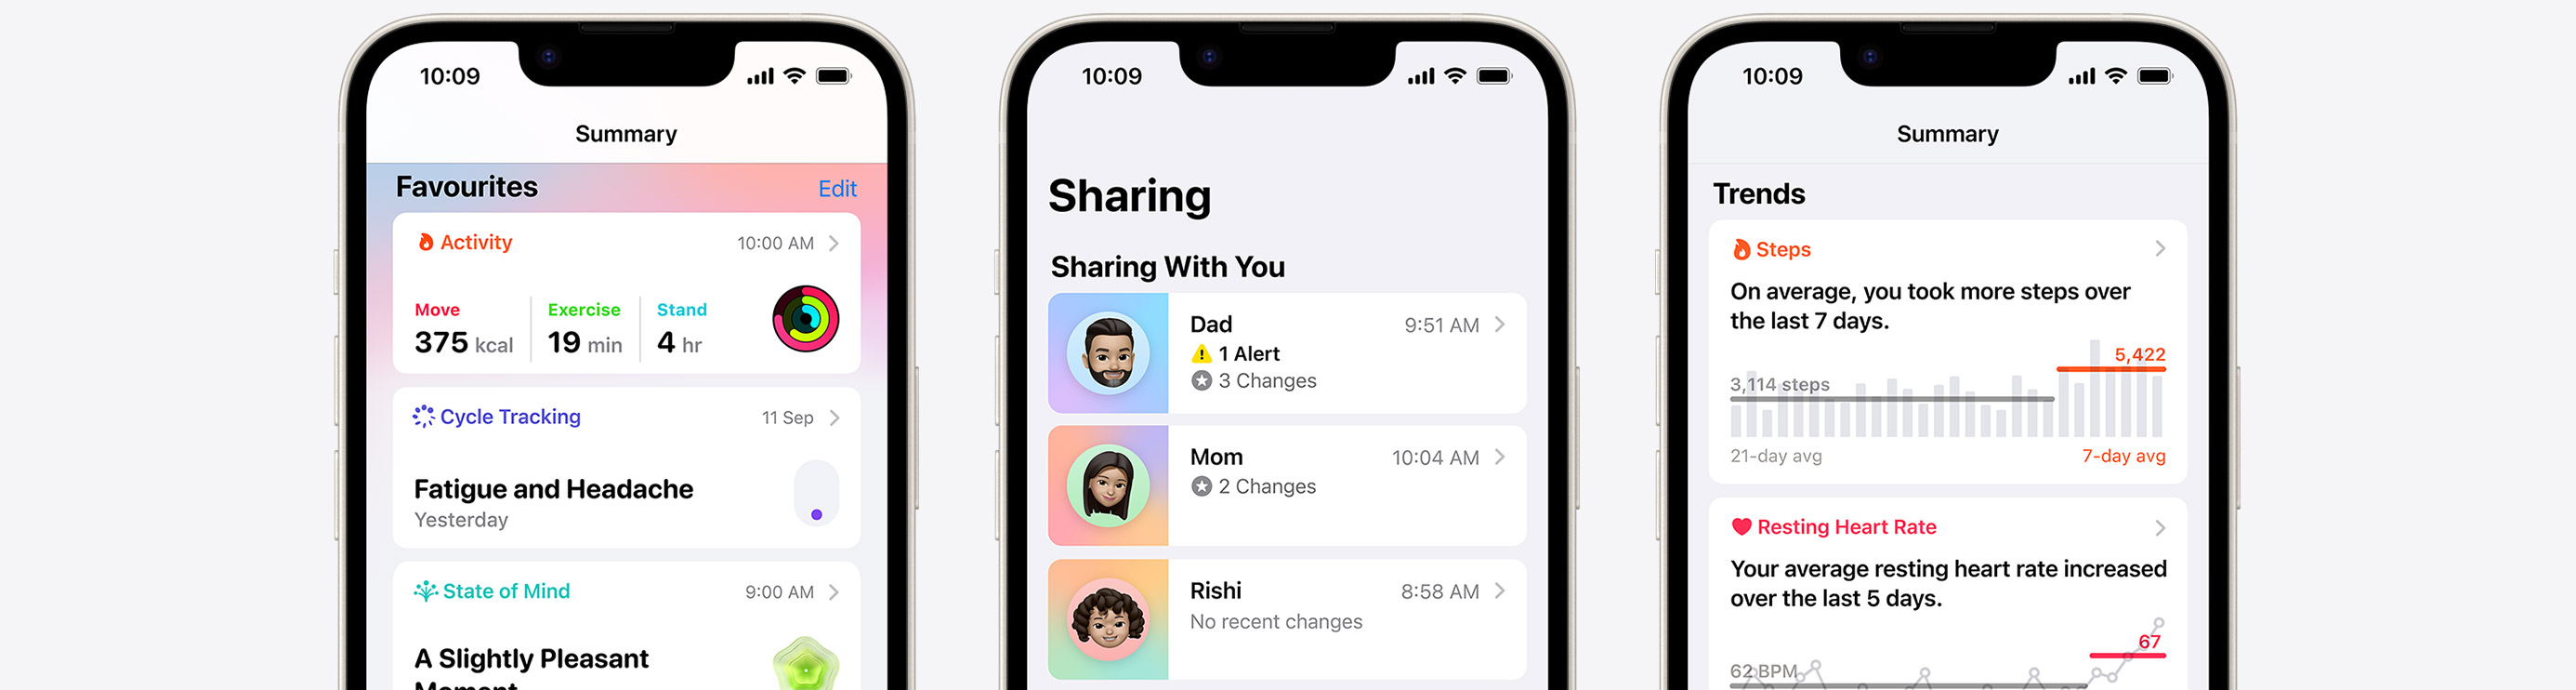 10:09
Summary
Favourites
Edit
Activity
10:00 AM
Move
Exercise
Stand
375 kcal
19 min
4 hr
Cycle Tracking
11 Sep
Fatigue and Headache
Yesterday
State of Mind
9:00 AM
A Slightly Pleasant
Moment
10:09
Sharing
Sharing With You
Dad
9:51 AM
1 Alert
3 Changes
Mom
10:04 AM
2 Changes
Rishi
8:58 AM
No recent changes
10:09
Summary
Trends
Steps
On average, you took more steps over
the last 7 days.
5,422
3,114 steps
21-day avg
7-day avg
Resting Heart Rate
Your average resting heart rate increased
over the last 5 days.
67
62 BPM